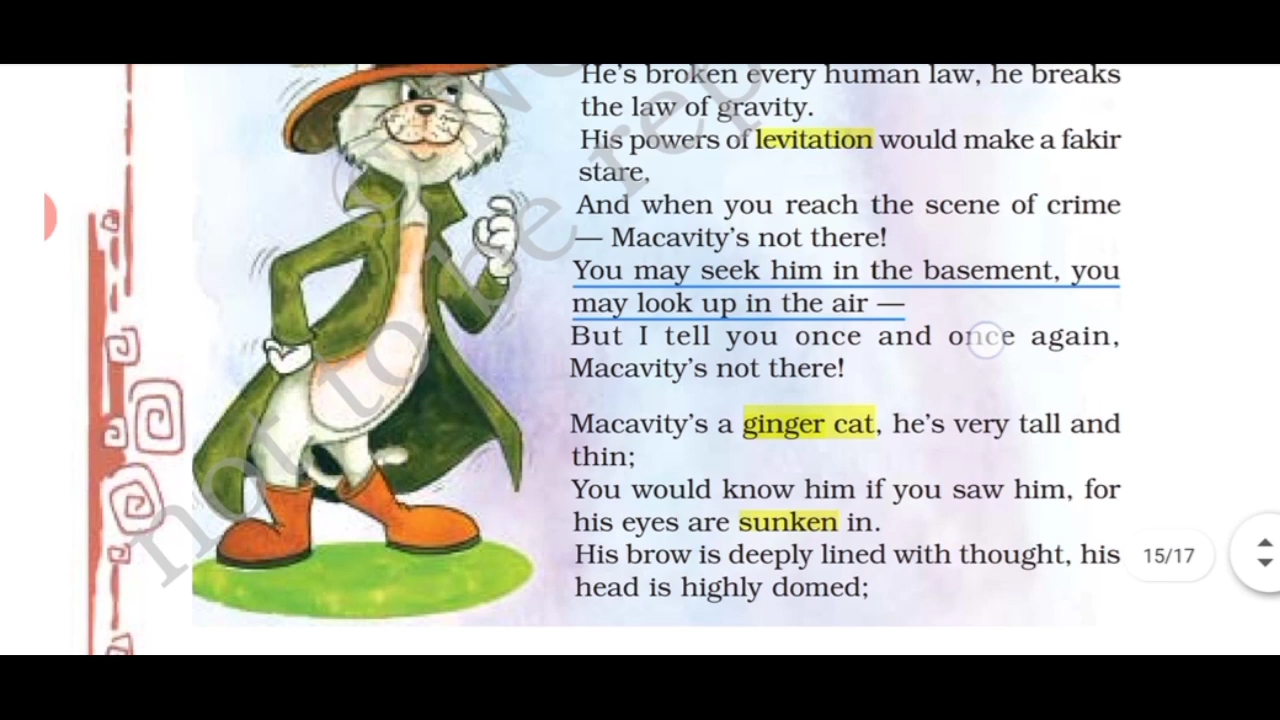 He's broken every human law, he breaks
the law of gravity.
His powers of levitation would make a fakir
stare,
And when you reach the scene of crime
— Macavity's not there!
You may seek him in the basement, you
may look up in the air —
But I tell you once and once again,
Macavity's not there!
Macavity's a ginger cat, he's very tall and
thin;
You would know him if you saw him, for
his eyes are sunken in.
His brow is deeply lined with thought, his
head is highly domed;
15/17
not to be rep